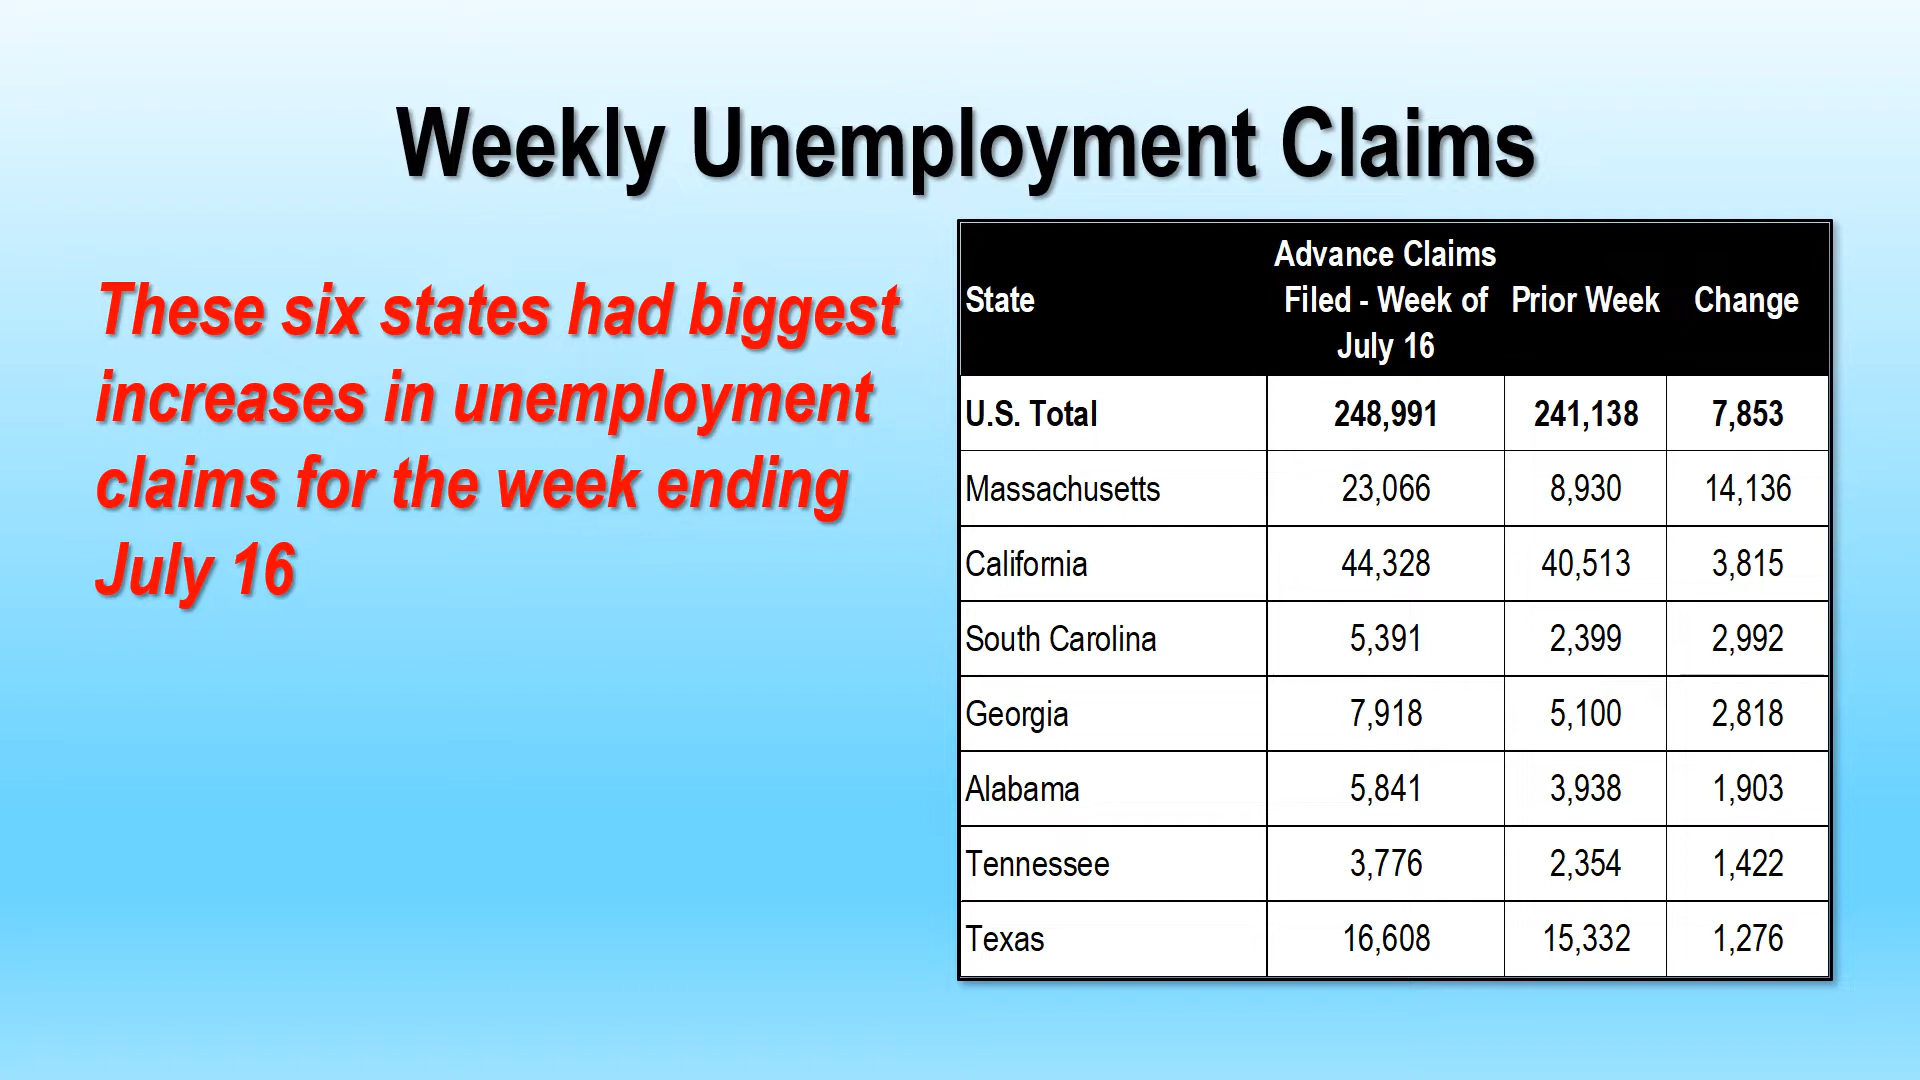 Weekly Unemployment Claims
These six states had biggest
increases in unemployment
claims for the week ending
July 16
State Advance Claims Filed - Week of July 16 Prior Week Change
U.S. Total 248,991 241,138 7,853
Massachusetts 23,066 8,930 14,136
California 44,328 40,513 3,815
South Carolina 5,391 2,399 2,992
Georgia 7,918 5,100 2,818
Alabama 5,841 3,938 1,903
Tennessee 3,776 2,354 1,422
Texas 16,608 15,332 1,276